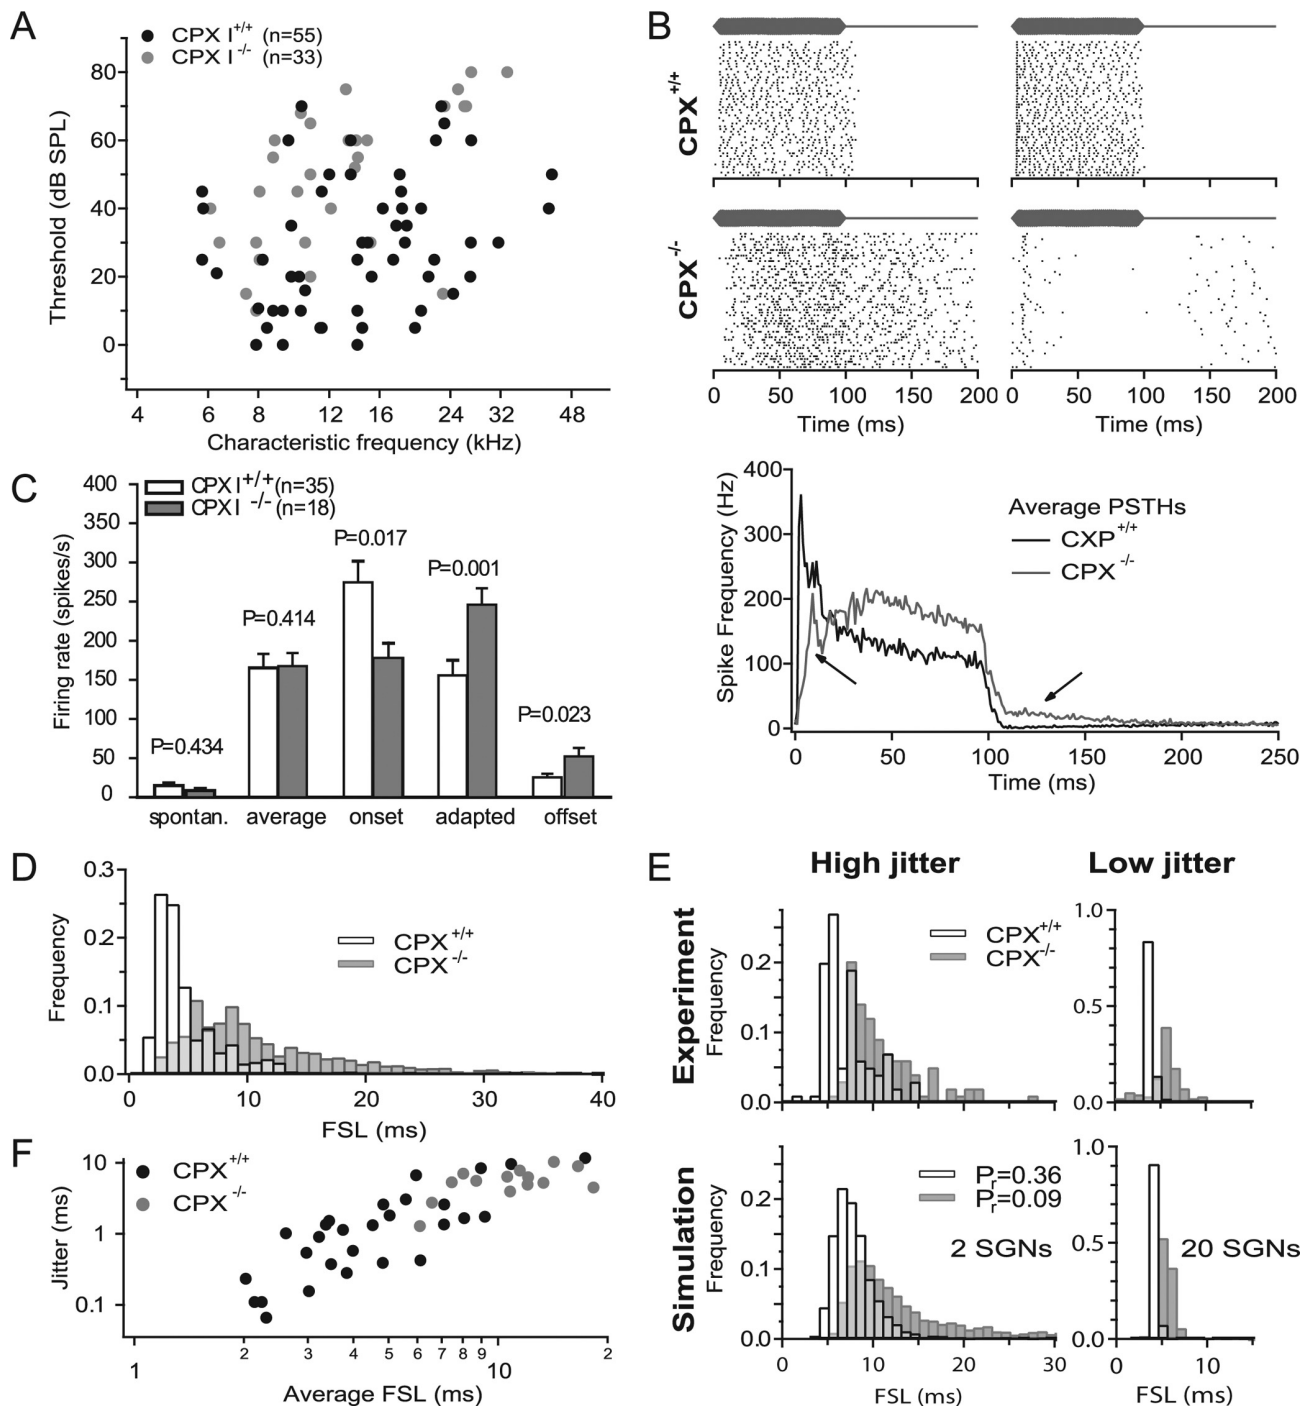 A
CPX I+/+ (n=55)
CPX I-/- (n=33)
80
60
40
20
0
Threshold (dB SPL)
4 6 8 12 16 24 32 48
Characteristic frequency (kHz)
B
CPX+/+
CPX-/-
0 50 100 150 200
Time (ms)
0 50 100 150 200
Time (ms)
400
300
200
100
0
Spike Frequency (Hz)
Average PSTHs
CXP+/+
CPX-/-
0 50 100 150 200 250
Time (ms)
C
CPX I+/+ (n=35)
CPX I -/- (n=18)
400
350
300
250
200
150
100
50
0
Firing rate (spikes/s)
P=0.434
P=0.414
P=0.017
P=0.001
P=0.023
spontan. average onset adapted offset
D
0.3
0.2
0.1
0.0
Frequency
CPX+/+
CPX-/-
0 10 20 30 40
FSL (ms)
E
High jitter
Low jitter
Experiment
Frequency
0.2
0.1
0.0
CPX+/+
CPX-/-
1.0
0.5
0.0
Simulation
Frequency
0.2
0.1
0.0
Pr=0.36
Pr=0.09
2 SGNs
0 10 20 30
FSL (ms)
1.0
0.5
0.0
20 SGNs
0 10
FSL (ms)
F
CPX+/+
CPX-/-
10
1
0.1
Jitter (ms)
1 2 3 4 5 6 7 8 9 10 2
Average FSL (ms)